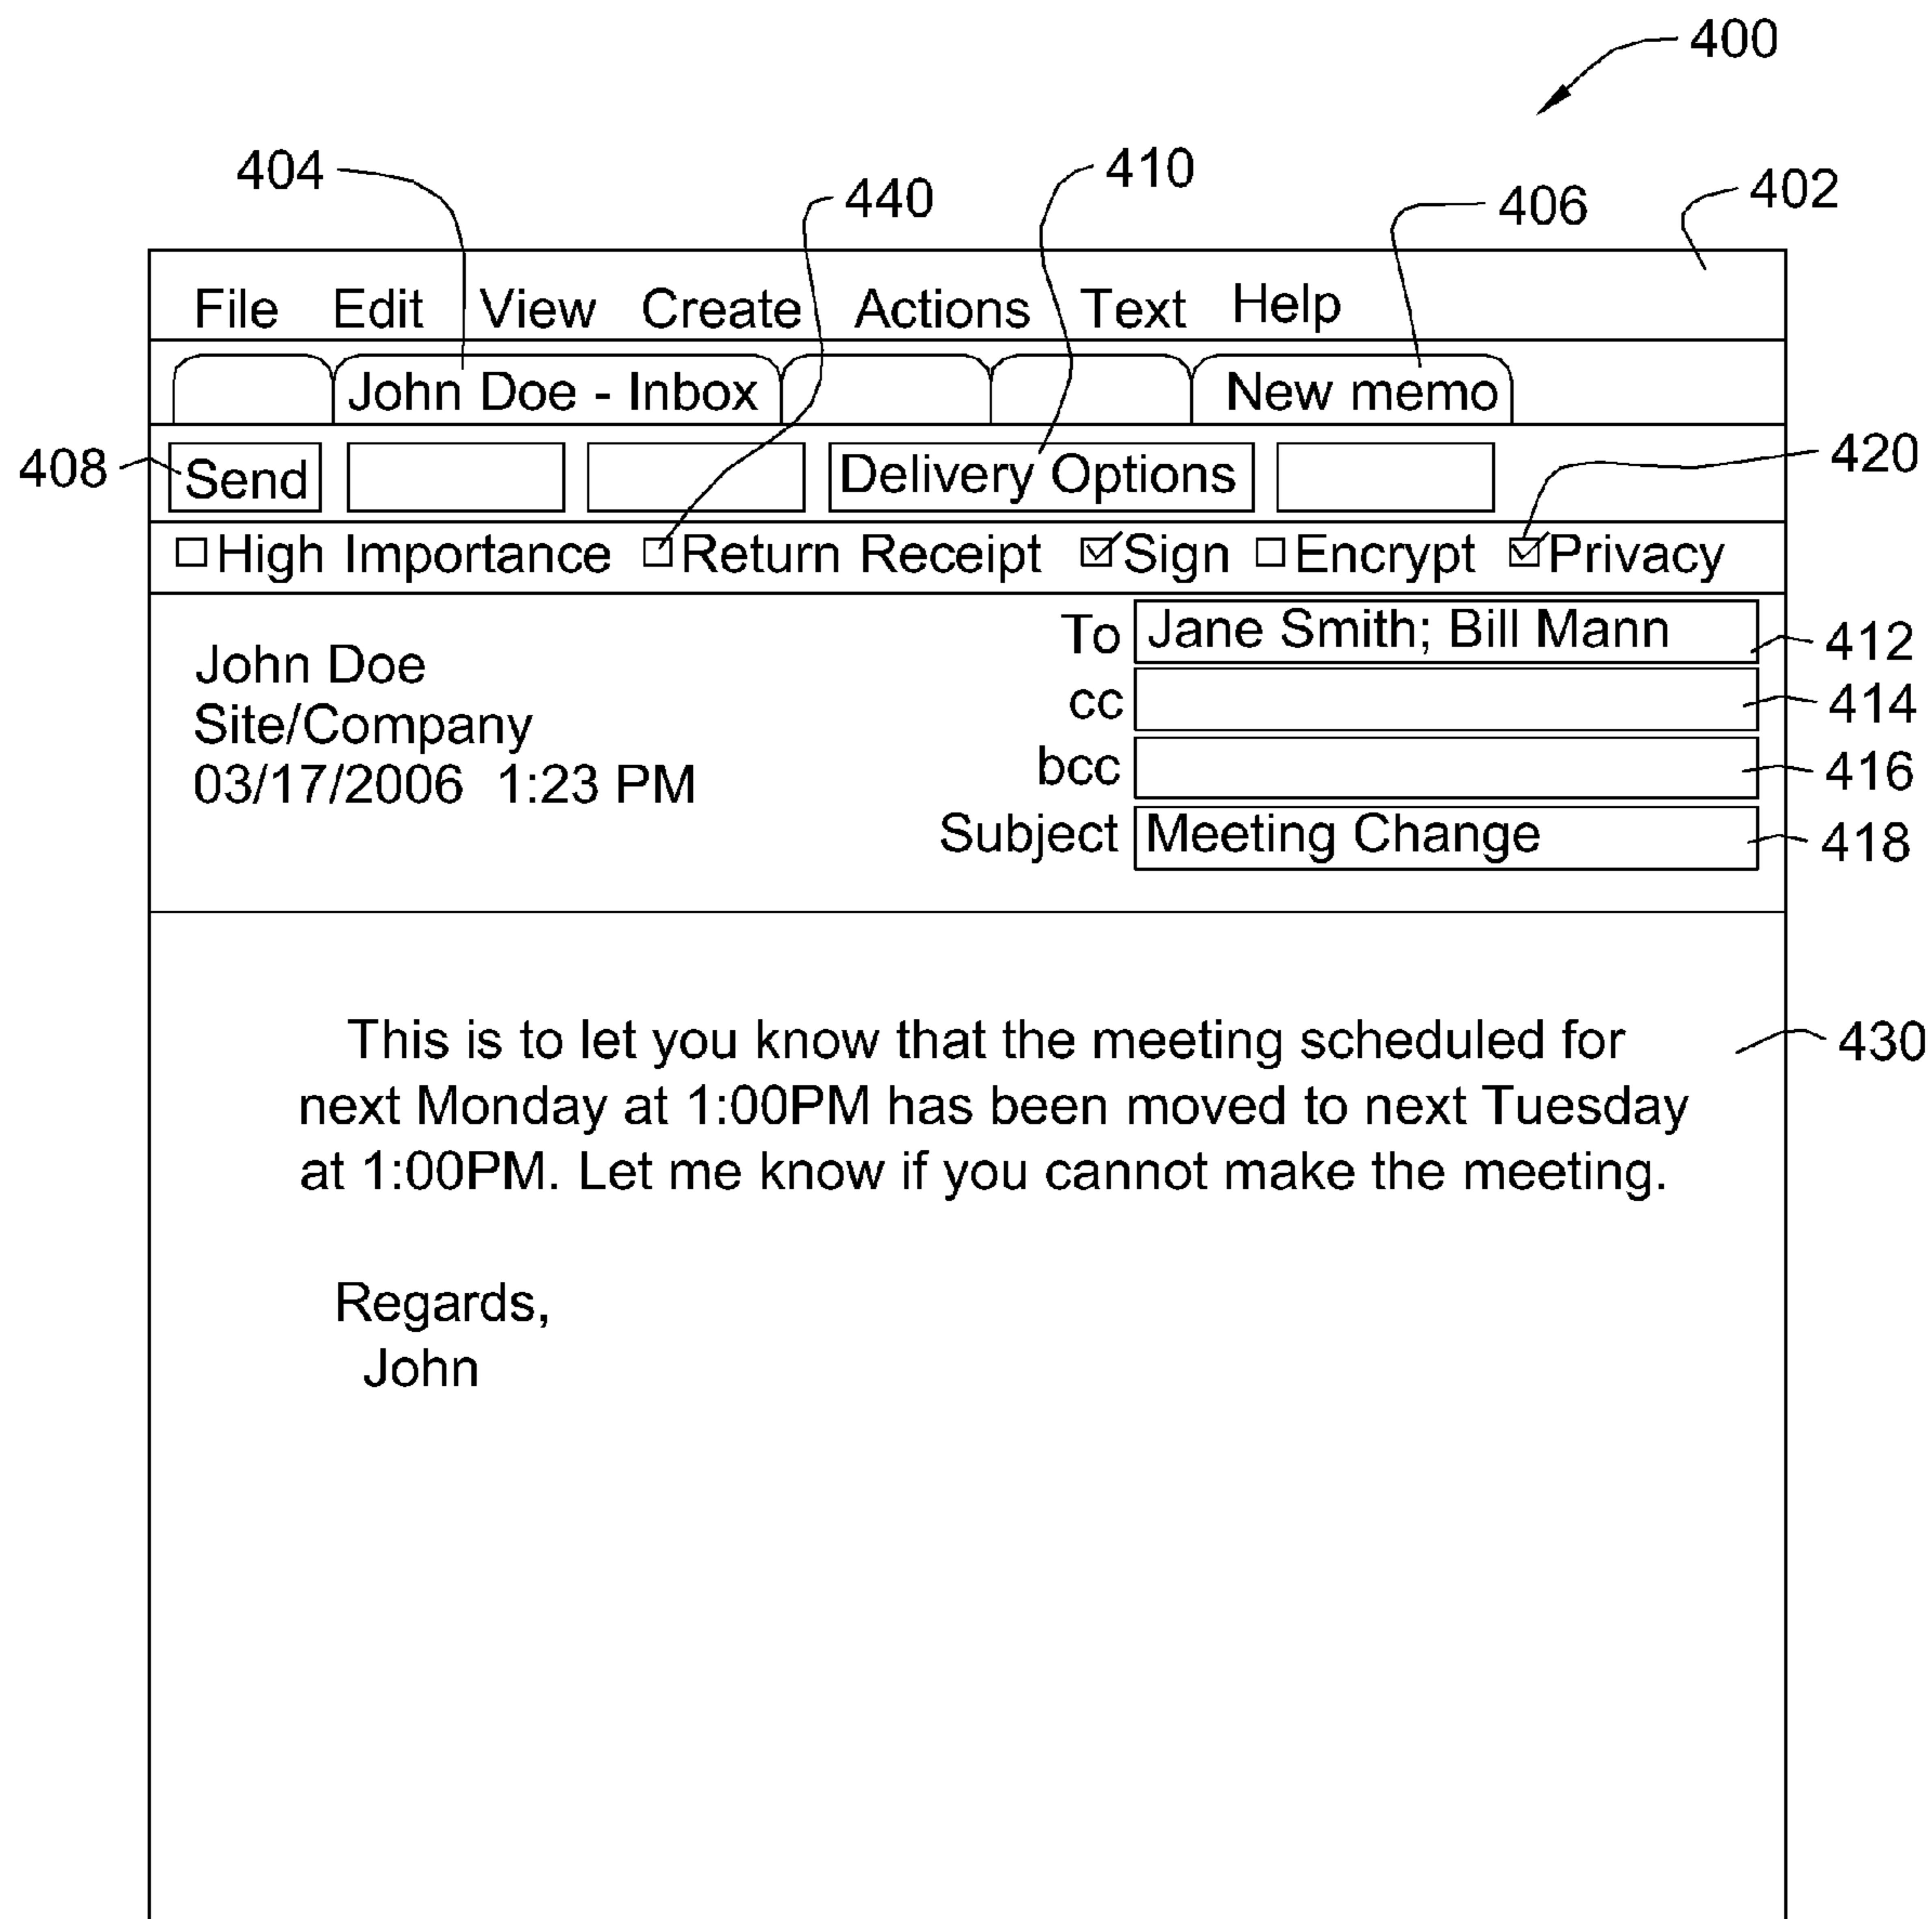 400
404 440 410 406 402
File Edit View Create Actions Text Help
John Doe - Inbox New memo
408 Send Delivery Options 420
High Importance Return Receipt Sign Encrypt Privacy
To Jane Smith; Bill Mann 412
John Doe
cc 414
Site/Company
bcc 416
03/17/2006 1:23 PM
Subject Meeting Change 418
This is to let you know that the meeting scheduled for 430
next Monday at 1:00PM has been moved to next Tuesday
at 1:00PM. Let me know if you cannot make the meeting.
Regards,
John